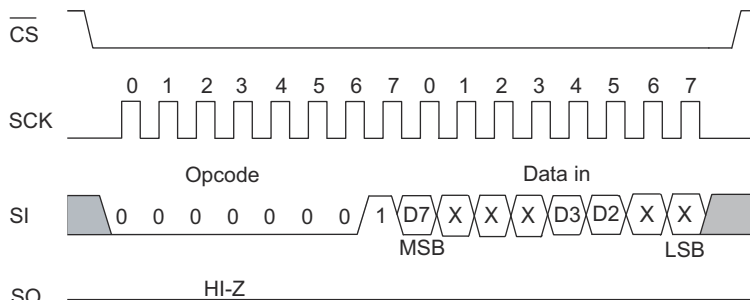 CS
0 1 2 3 4 5 6 7 0 1 2 3 4 5 6 7
SCK
Opcode Data in
SI 0 0 0 0 0 0 0 1 D7 X X X D3 D2 X X
MSB LSB
HI-Z
SO